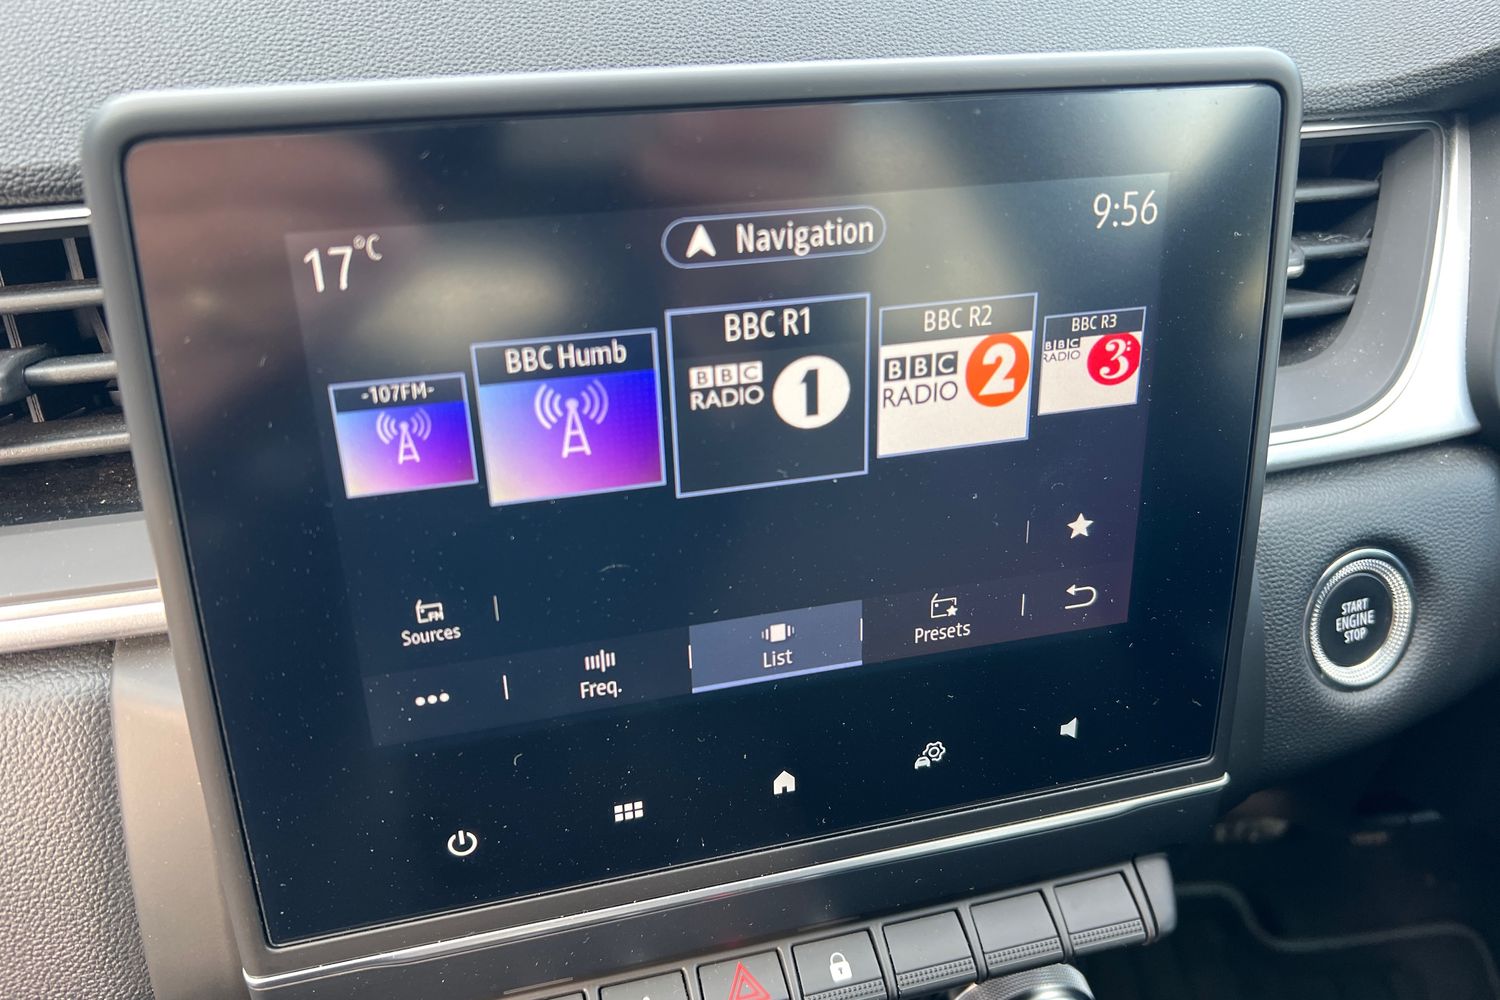 17°C
Navigation
9:56
-107FM-
BBC Humb
BBC R1
BBC
RADIO
1
BBC R2
BBC
RADIO
2
BBC R3
BBC
RADIO
3
Sources
FM
Freq.
List
Presets
START
ENGINE
STOP